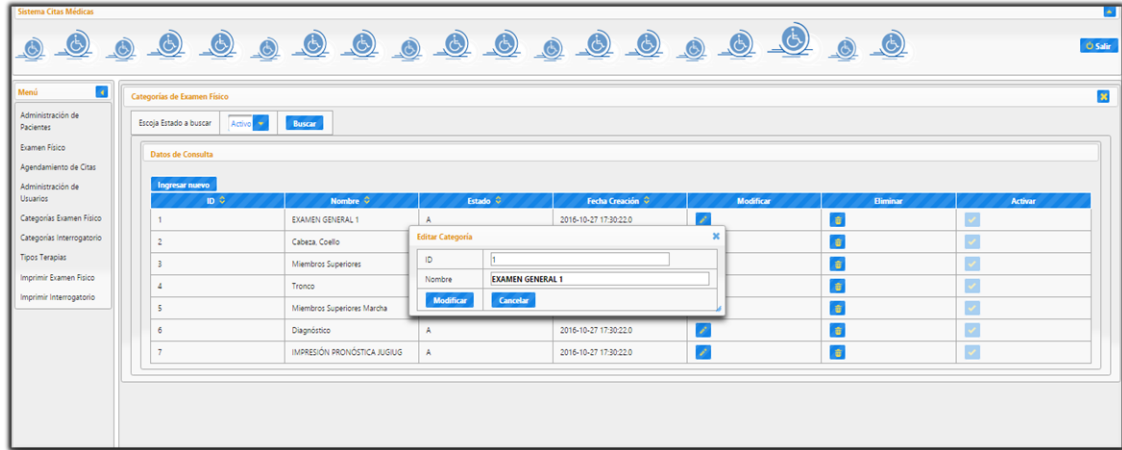 Sistema Citas Médicas
Salir
Menú
Administración de
Pacientes
Examen Físico
Agendamiento de Citas
Administración de
Usuarios
Categorías Examen Físico
Categorías Interrogatorio
Tipos Terapias
Imprimir Examen Físico
Imprimir Interrogatorio
Categorías de Examen Físico
Escoja Estado a buscar Activo Buscar
Datos de Consulta
Ingresar nuevo
ID Nombre Estado Fecha Creación Modificar Eliminar Activar
1 EXAMEN GENERAL 1 A 2016-10-27 17:30:22.0
2 Cabeza, Coello
3 Miembros Superiores
4 Tronco
5 Miembros Superiores Marcha
6 Diagnóstico A 2016-10-27 17:30:22.0
7 IMPRESIÓN PRONÓSTICA JUGIUG A 2016-10-27 17:30:22.0
Editar Categoría
ID 1
Nombre EXAMEN GENERAL 1
Modificar Cancelar